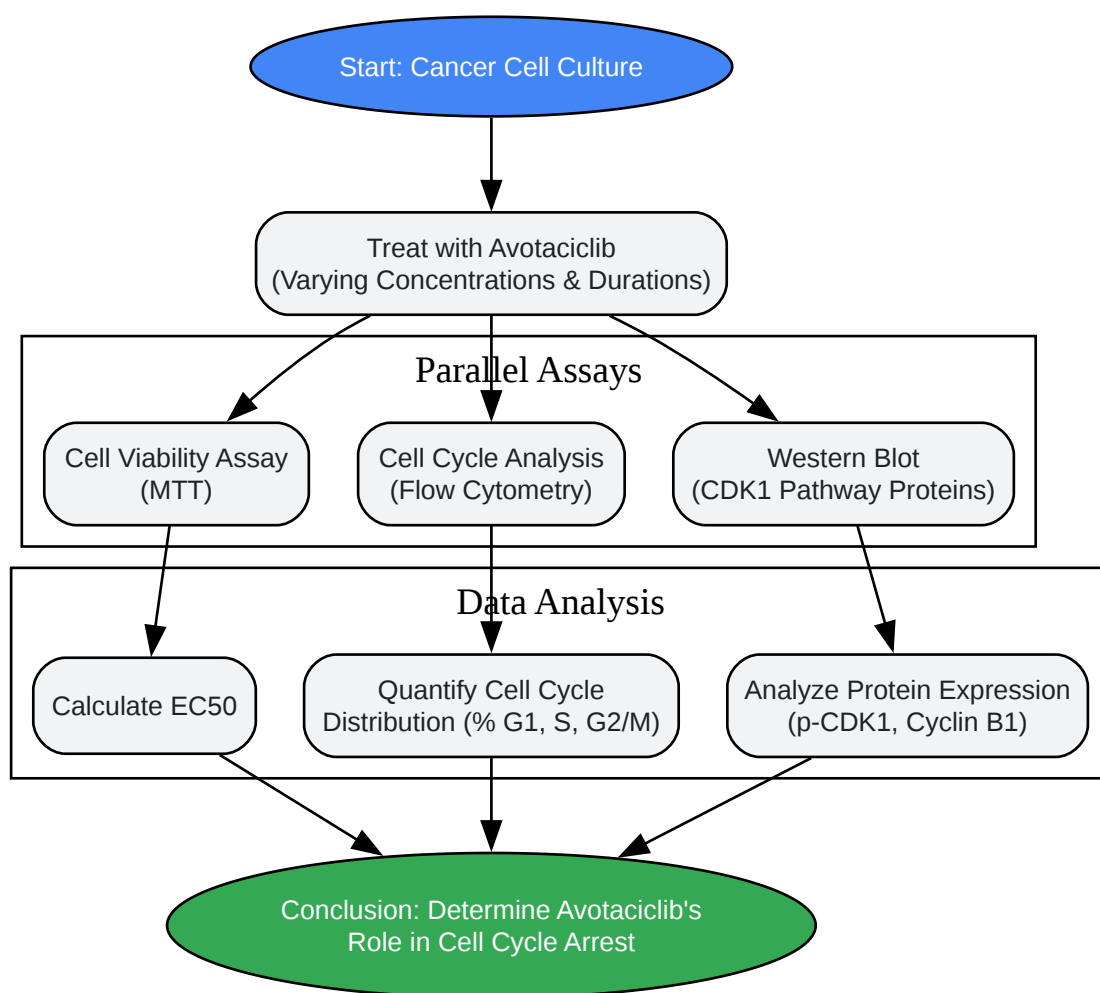 Start: Cancer Cell Culture
Treat with Avotaciclib
(Varying Concentrations & Durations)
Parallel Assays
Cell Viability Assay
(MTT)
Cell Cycle Analysis
(Flow Cytometry)
Western Blot
(CDK1 Pathway Proteins)
Data Analysis
Calculate EC50
Quantify Cell Cycle
Distribution (% G1, S, G2/M)
Analyze Protein Expression
(p-CDK1, Cyclin B1)
Conclusion: Determine Avotaciclib's
Role in Cell Cycle Arrest